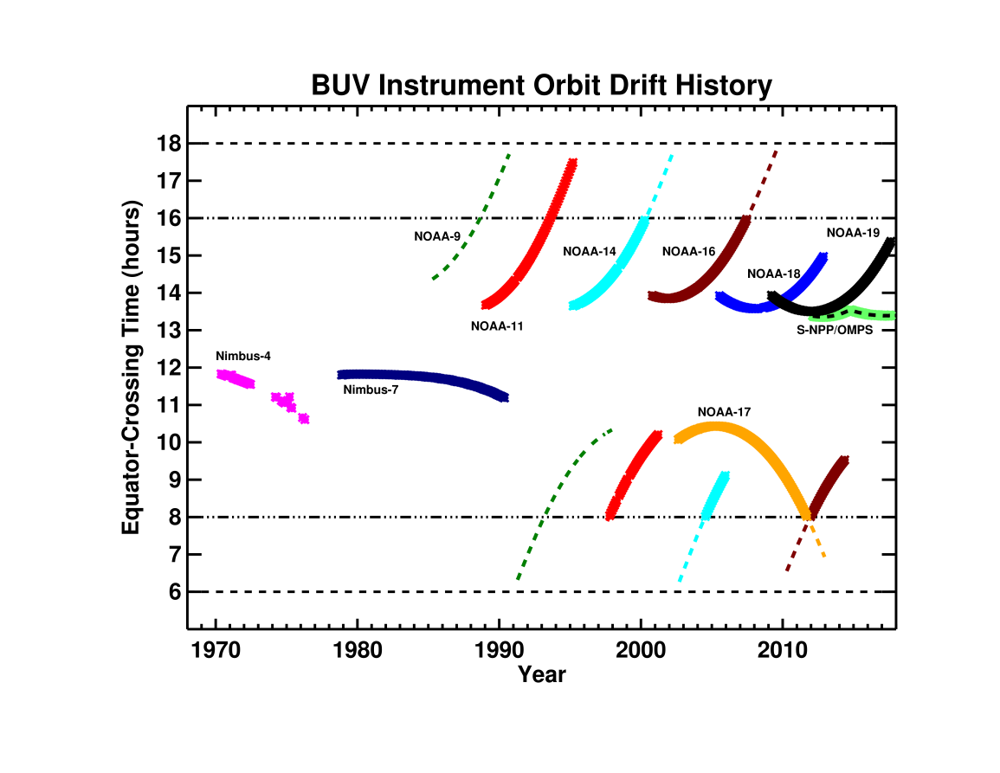 BUV Instrument Orbit Drift History
Equator-Crossing Time (hours)
18
17
16
15
14
13
12
11
10
9
8
7
6
NOAA-9
NOAA-11
NOAA-14
NOAA-16
NOAA-18
NOAA-19
S-NPP/OMPS
Nimbus-4
Nimbus-7
NOAA-17
1970
1980
1990
2000
2010
Year